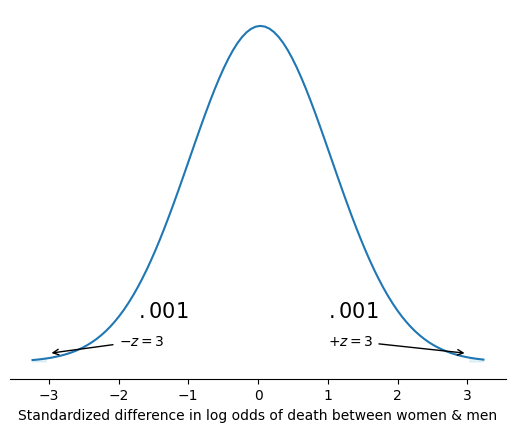 .001 .001
−z = 3 +z = 3
−3 −2 −1 0 1 2 3
Standardized difference in log odds of death between women & men